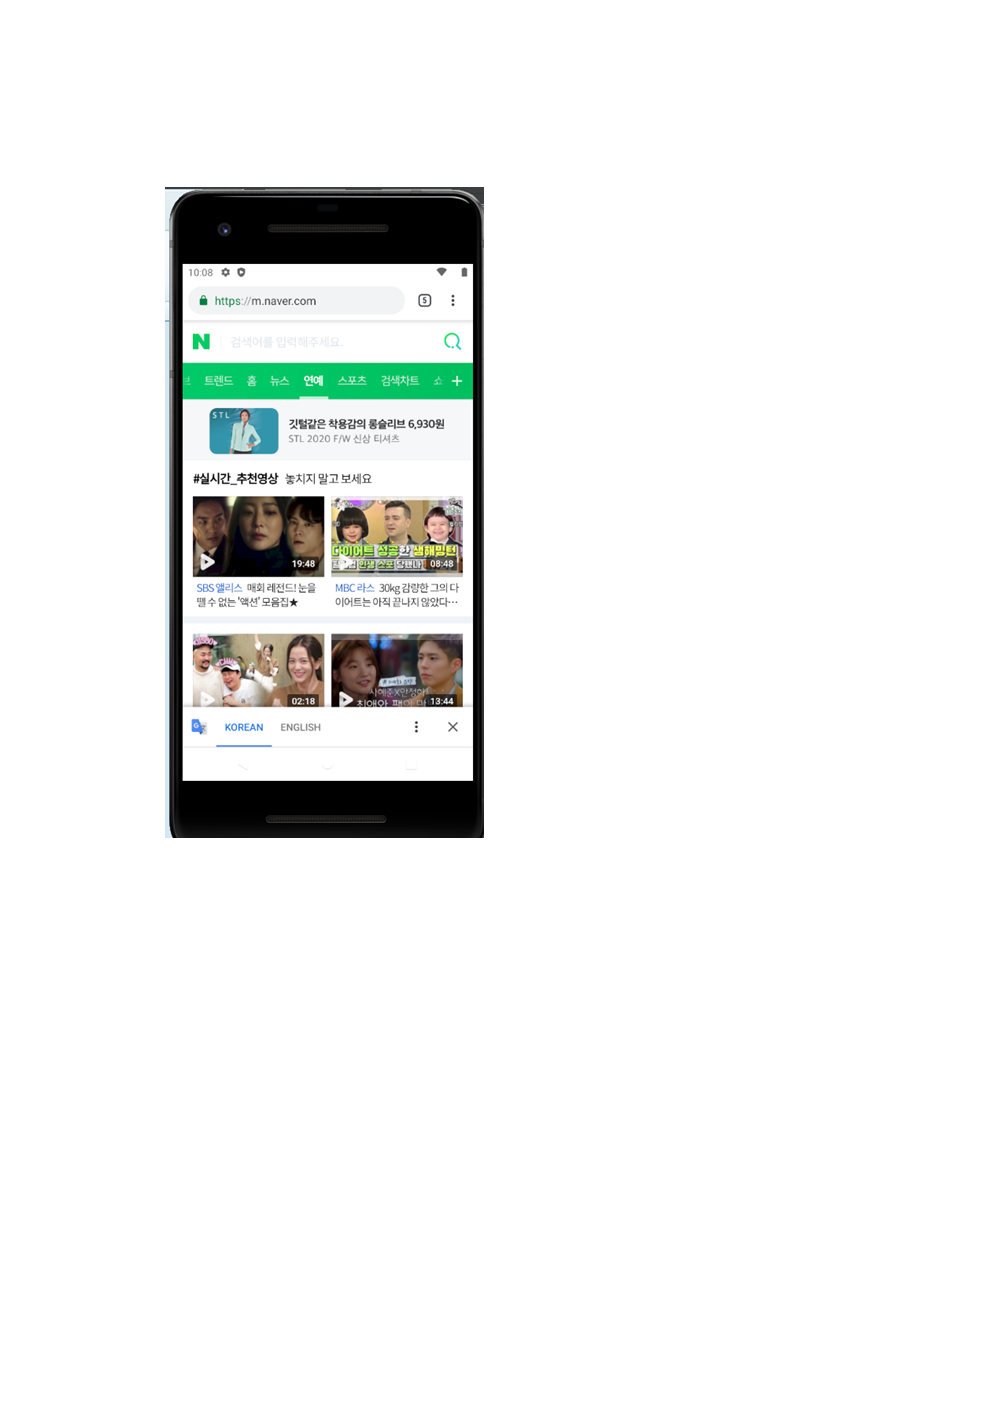 10:08
https://m.naver.com
5
N 검색어를 입력해주세요.
트렌드 홈 뉴스 연예 스포츠 검색차트
STL
깃털같은 착용감의 롱슬리브 6,930원
STL 2020 F/W 신상 티셔츠
#실시간_추천영상 놓치지 말고 보세요
19:48
다이어트 성공한 샘해밍턴
08:48
SBS 앨리스 매회 레전드! 눈을
뗄 수 없는 '액션' 모음집★
MBC 라스 30kg 감량한 그의 다
이어트는 아직 끝나지 않았다…
02:18
사혜준X안정하
13:44
KOREAN ENGLISH